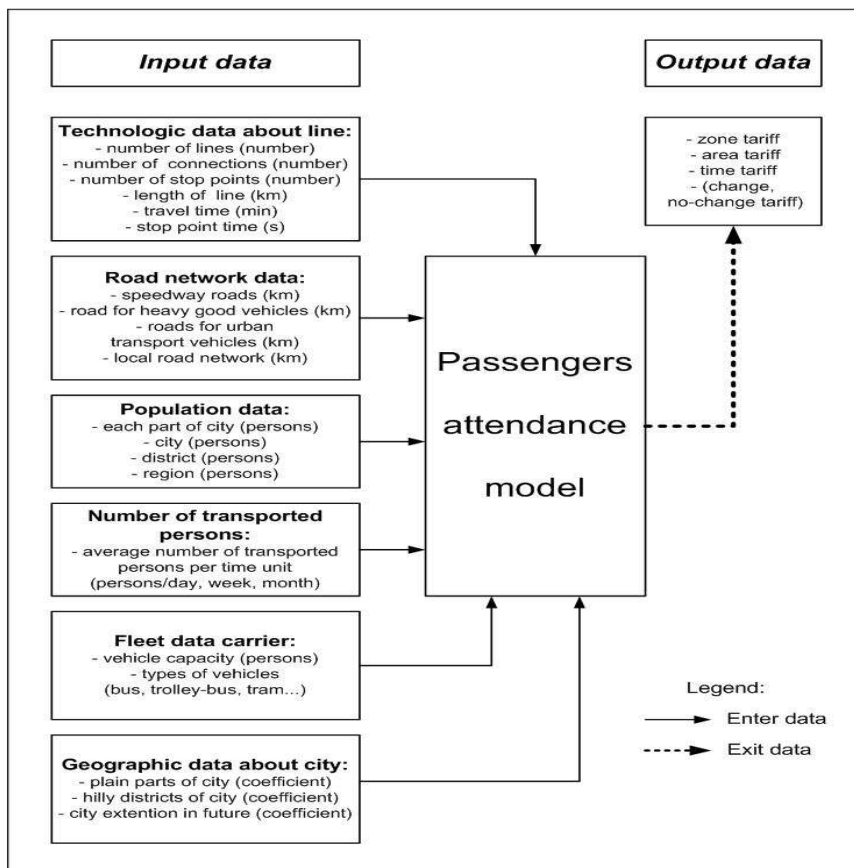 Input data
Output data
Technologic data about line:
- number of lines (number)
- number of  connections (number)
- number of stop points (number)
- length of  line (km)
- travel time (min)
- stop point time (s)
Road network data:
- speedway roads (km)
- road for heavy good vehicles (km)
- roads for urban
transport vehicles (km)
- local road network (km)
Population data:
- each part of city (persons)
- city (persons)
- district (persons)
- region (persons)
Number of transported
persons:
- average number of transported
persons per time unit
(persons/day, week, month)
Fleet data carrier:
- vehicle capacity (persons)
- types of vehicles
(bus, trolley-bus, tram...)
Geographic data about city:
- plain parts of city (coefficient)
- hilly districts of city (coefficient)
- city extention in future (coefficient)
Passengers
attendance
model
- zone tariff
- area tariff
- time tariff
- (change,
no-change tariff)
Legend:
Enter data
Exit data